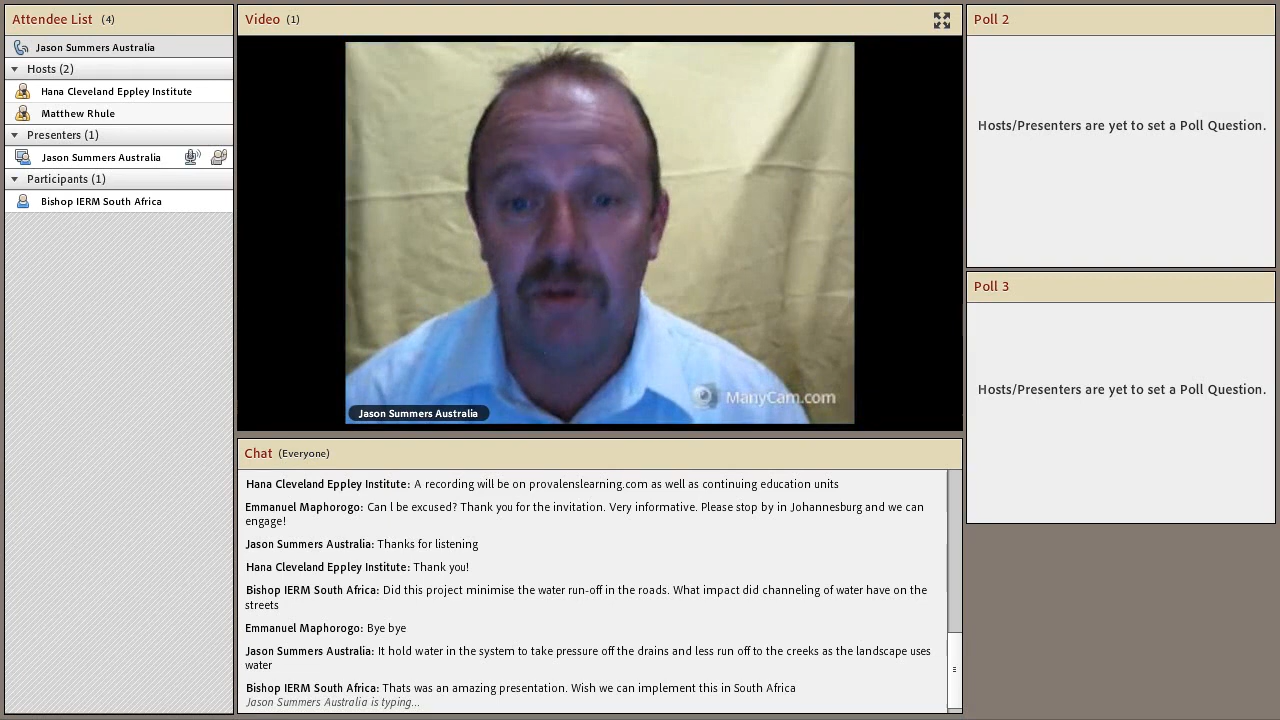 Attendee List (4)
Jason Summers Australia
Hosts (2)
Hana Cleveland Eppley Institute
Matthew Rhule
Presenters (1)
Jason Summers Australia
Participants (1)
Bishop IERM South Africa
Video (1)
ManyCam.com
Jason Summers Australia
Chat (Everyone)
Hana Cleveland Eppley Institute: A recording will be on provalenslearning.com as well as continuing education units
Emmanuel Maphorogo: Can l be excused? Thank you for the invitation. Very informative. Please stop by in Johannesburg and we can
engage!
Jason Summers Australia: Thanks for listening
Hana Cleveland Eppley Institute: Thank you!
Bishop IERM South Africa: Did this project minimise the water run-off in the roads. What impact did channeling of water have on the
streets
Emmanuel Maphorogo: Bye bye
Jason Summers Australia: It hold water in the system to take pressure off the drains and less run off to the creeks as the landscape uses
water
Bishop IERM South Africa: Thats was an amazing presentation. Wish we can implement this in South Africa
Jason Summers Australia is typing...
Poll 2
Hosts/Presenters are yet to set a Poll Question.
Poll 3
Hosts/Presenters are yet to set a Poll Question.